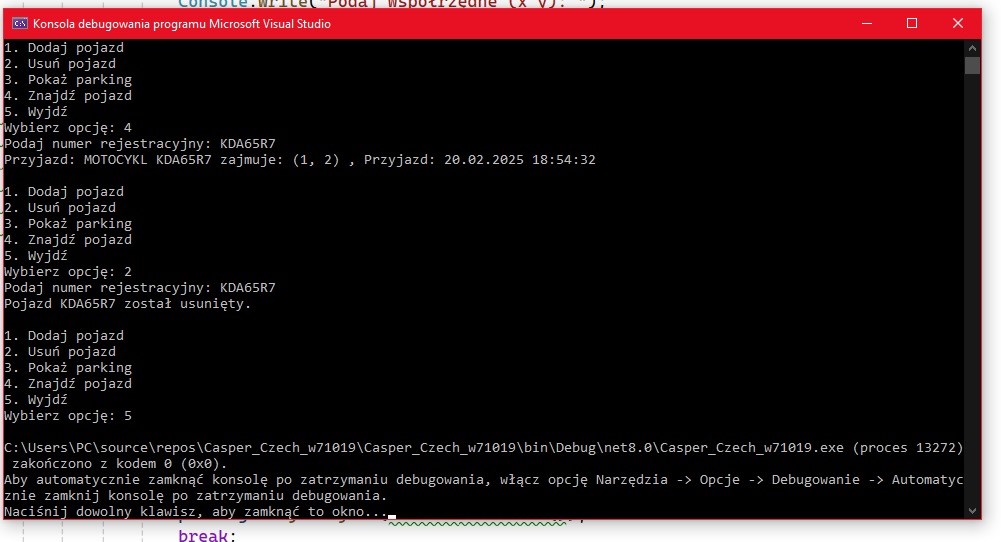 Console.Write("Podaj współrzędne (x y): ");
Konsola debugowania programu Microsoft Visual Studio
1. Dodaj pojazd
2. Usuń pojazd
3. Pokaż parking
4. Znajdź pojazd
5. Wyjdź
Wybierz opcję: 4
Podaj numer rejestracyjny: KDA65R7
Przyjazd: MOTOCYKL KDA65R7 zajmuje: (1, 2) , Przyjazd: 20.02.2025 18:54:32
1. Dodaj pojazd
2. Usuń pojazd
3. Pokaż parking
4. Znajdź pojazd
5. Wyjdź
Wybierz opcję: 2
Podaj numer rejestracyjny: KDA65R7
Pojazd KDA65R7 został usunięty.
1. Dodaj pojazd
2. Usuń pojazd
3. Pokaż parking
4. Znajdź pojazd
5. Wyjdź
Wybierz opcję: 5
C:\Users\PC\source\repos\Casper_Czech_w71019\Casper_Czech_w71019\bin\Debug\net8.0\Casper_Czech_w71019.exe (proces 13272)
zakończono z kodem 0 (0x0).
Aby automatycznie zamknąć konsolę po zatrzymaniu debugowania, włącz opcję Narzędzia -> Opcje -> Debugowanie -> Automatyc
znie zamknij konsolę po zatrzymaniu debugowania.
Naciśnij dowolny klawisz, aby zamknąć to okno...
break;